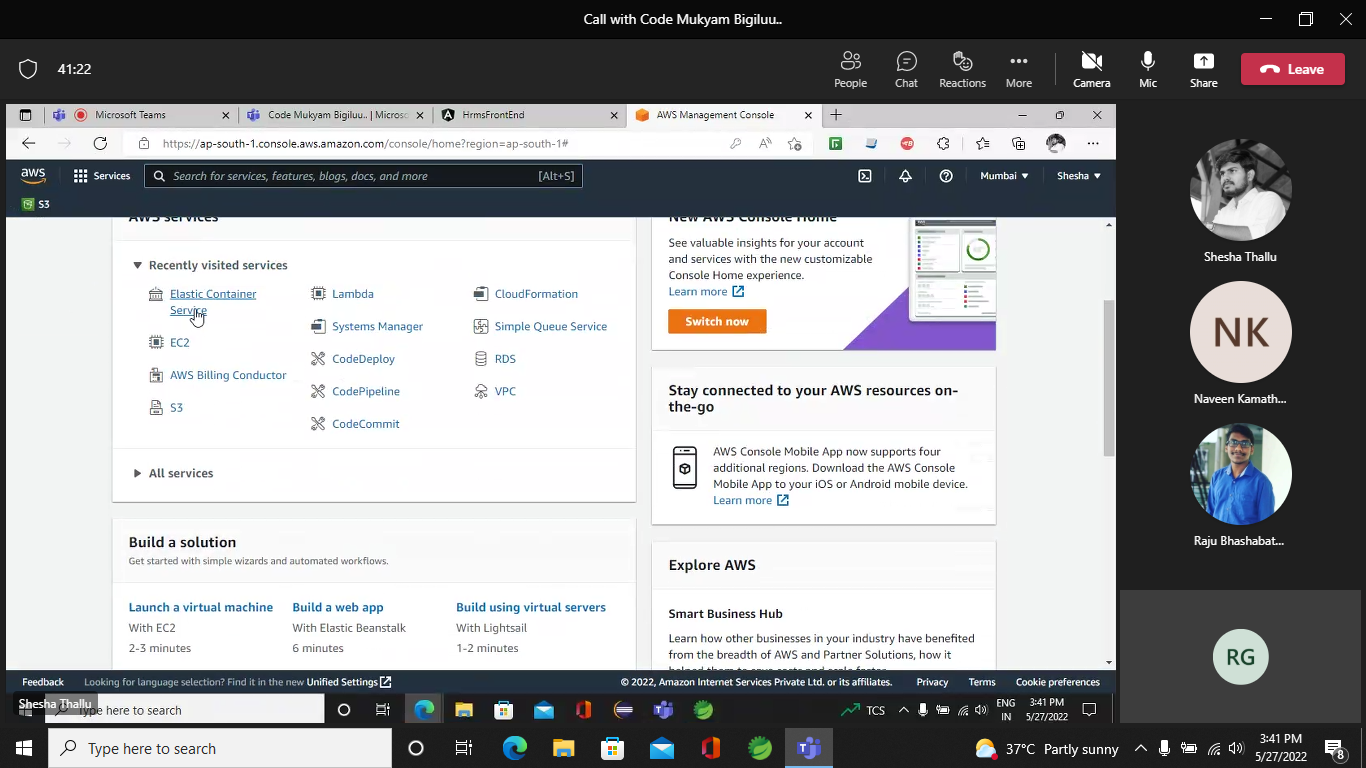 Call with Code Mukyam Bigiluu..
41:22
People
Chat
Reactions
More
Camera
Mic
Share
Leave
Microsoft Teams
Code Mukyam Bigiluu.. | Microso
HrmsFrontEnd
AWS Management Console
https://ap-south-1.console.aws.amazon.com/console/home?region=ap-south-1#
aws
Services
Search for services, features, blogs, docs, and more
[Alt+S]
Mumbai
Shesha
S3
AWS services
Recently visited services
Elastic Container
Service
EC2
AWS Billing Conductor
S3
Lambda
Systems Manager
CodeDeploy
CodePipeline
CodeCommit
CloudFormation
Simple Queue Service
RDS
VPC
All services
Build a solution
Get started with simple wizards and automated workflows.
Launch a virtual machine
With EC2
2-3 minutes
Build a web app
With Elastic Beanstalk
6 minutes
Build using virtual servers
With Lightsail
1-2 minutes
New AWS Console Home
See valuable insights for your account
and services with the new customizable
Console Home experience.
Learn more
Switch now
Stay connected to your AWS resources on-
the-go
AWS Console Mobile App now supports four
additional regions. Download the AWS Console
Mobile App to your iOS or Android mobile device.
Learn more
Explore AWS
Smart Business Hub
Learn how other businesses in your industry have benefited
from the breadth of AWS and Partner Solutions, how it
helped them to save costs and scale faster.
Feedback
Looking for language selection? Find it in the new Unified Settings
© 2022, Amazon Internet Services Private Ltd. or its affiliates.
Privacy
Terms
Cookie preferences
Shesha Thallu
Type here to search
TCS
ENG
IN
3:41 PM
5/27/2022
Shesha Thallu
NK
Naveen Kamath...
Raju Bhashabat...
RG
Type here to search
37°C Partly sunny
3:41 PM
5/27/2022
8